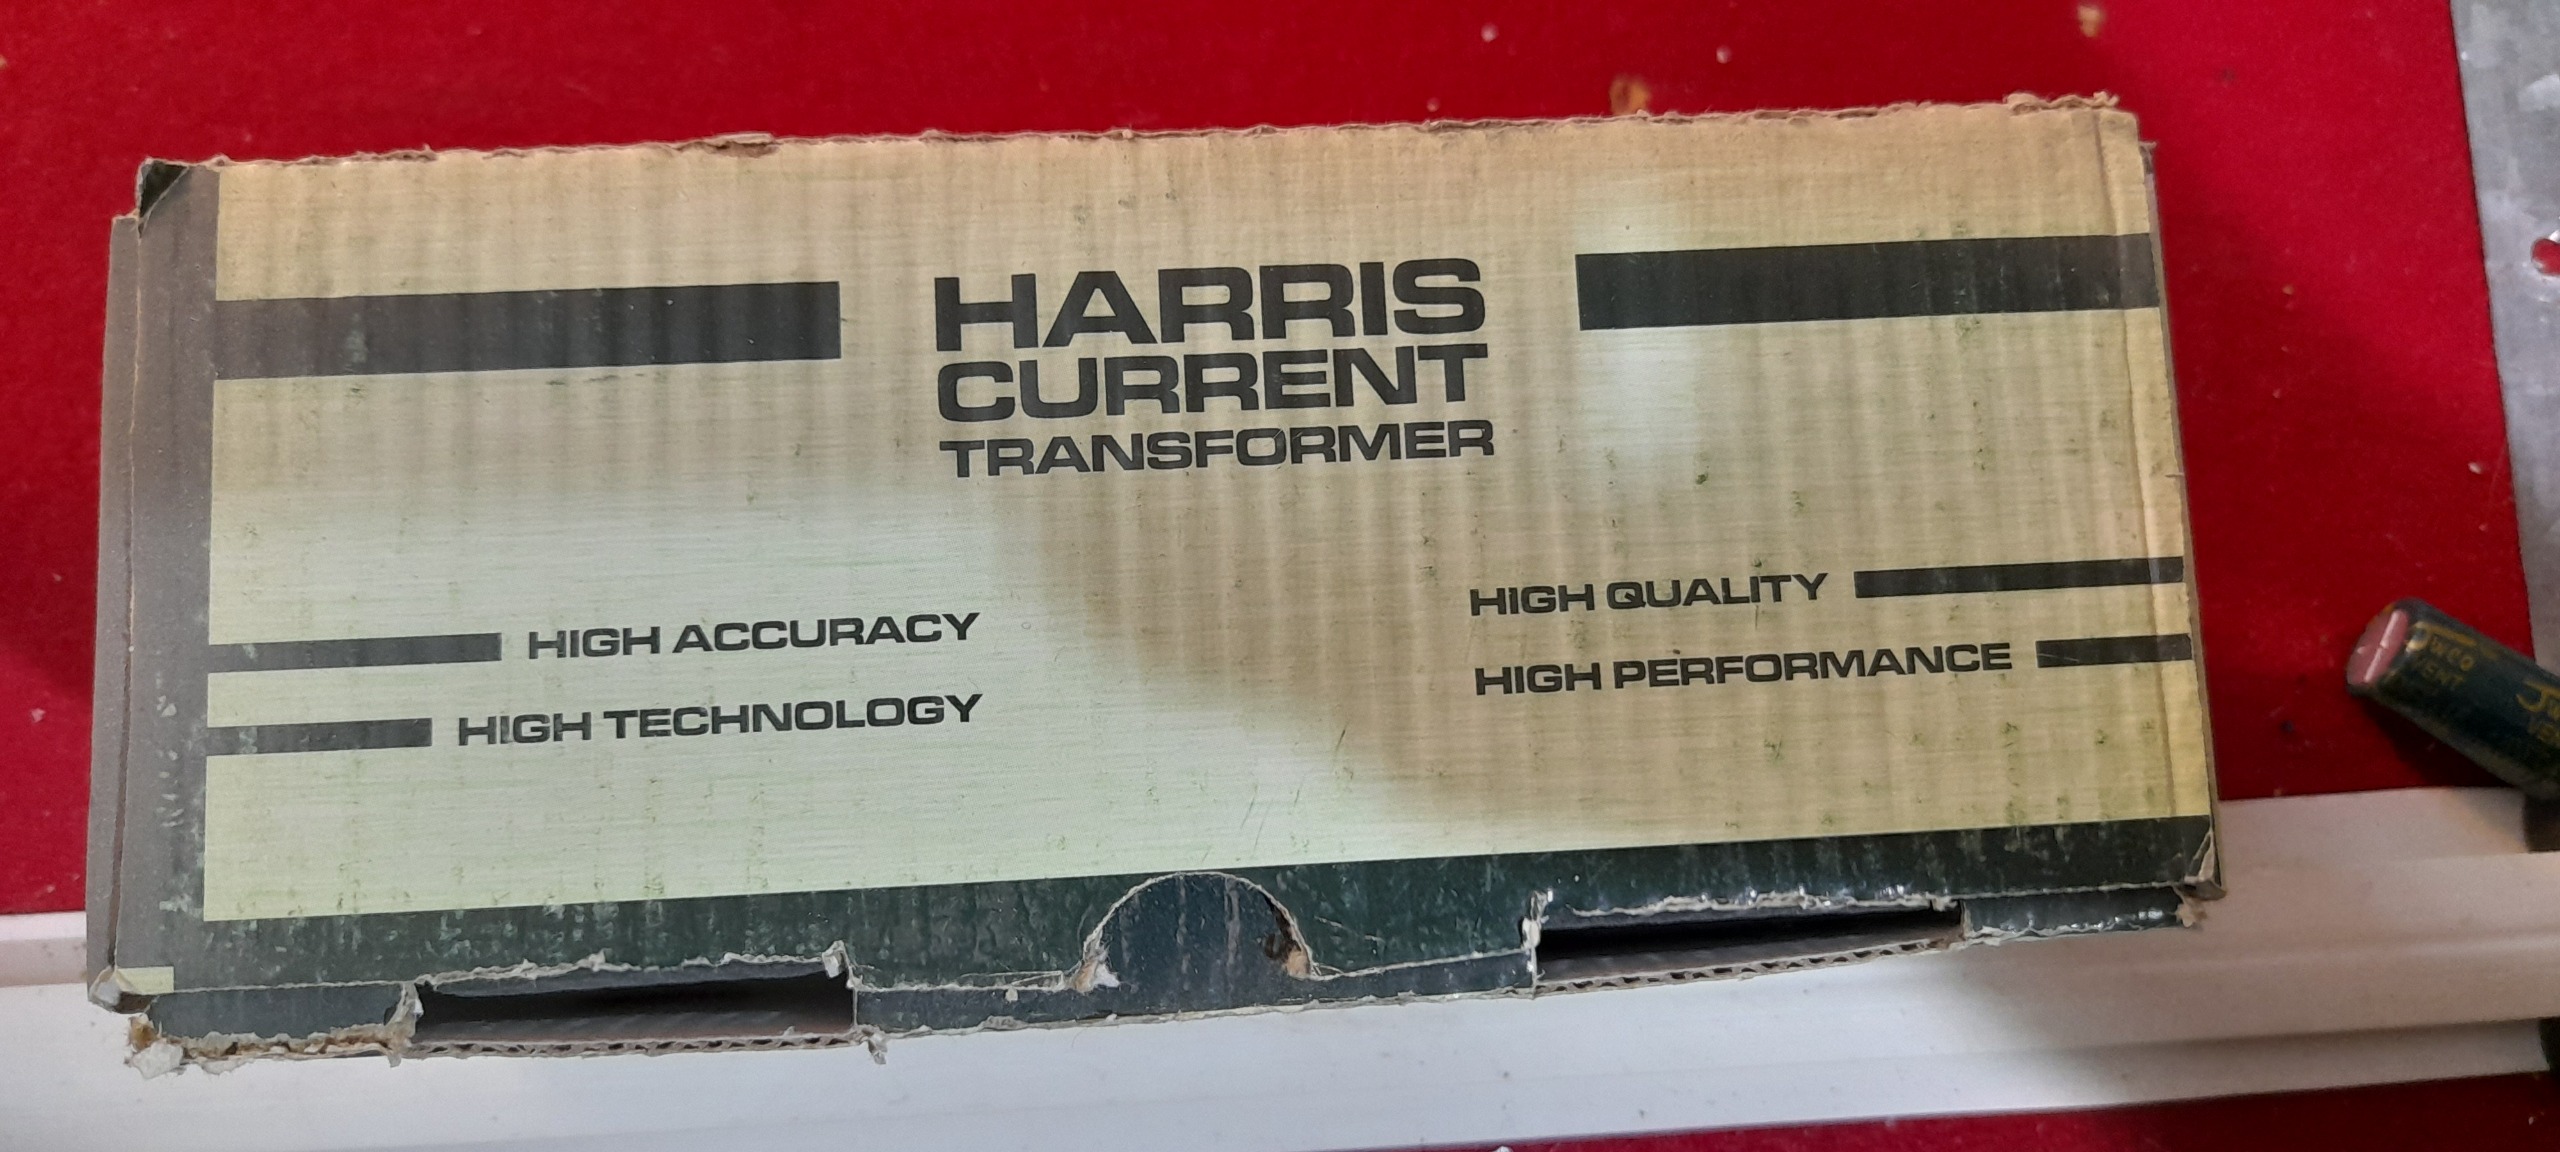 HARRIS
CURRENT
TRANSFORMER
HIGH ACCURACY
HIGH TECHNOLOGY
HIGH QUALITY
HIGH PERFORMANCE